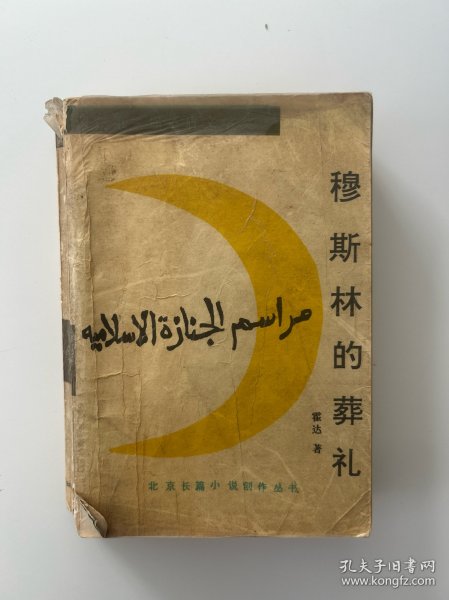 穆斯林的葬礼
مراسم الجنازة الاسلاميه
霍达 著
北京长篇小说创作丛书
孔夫子旧书网
www.kongfz.com